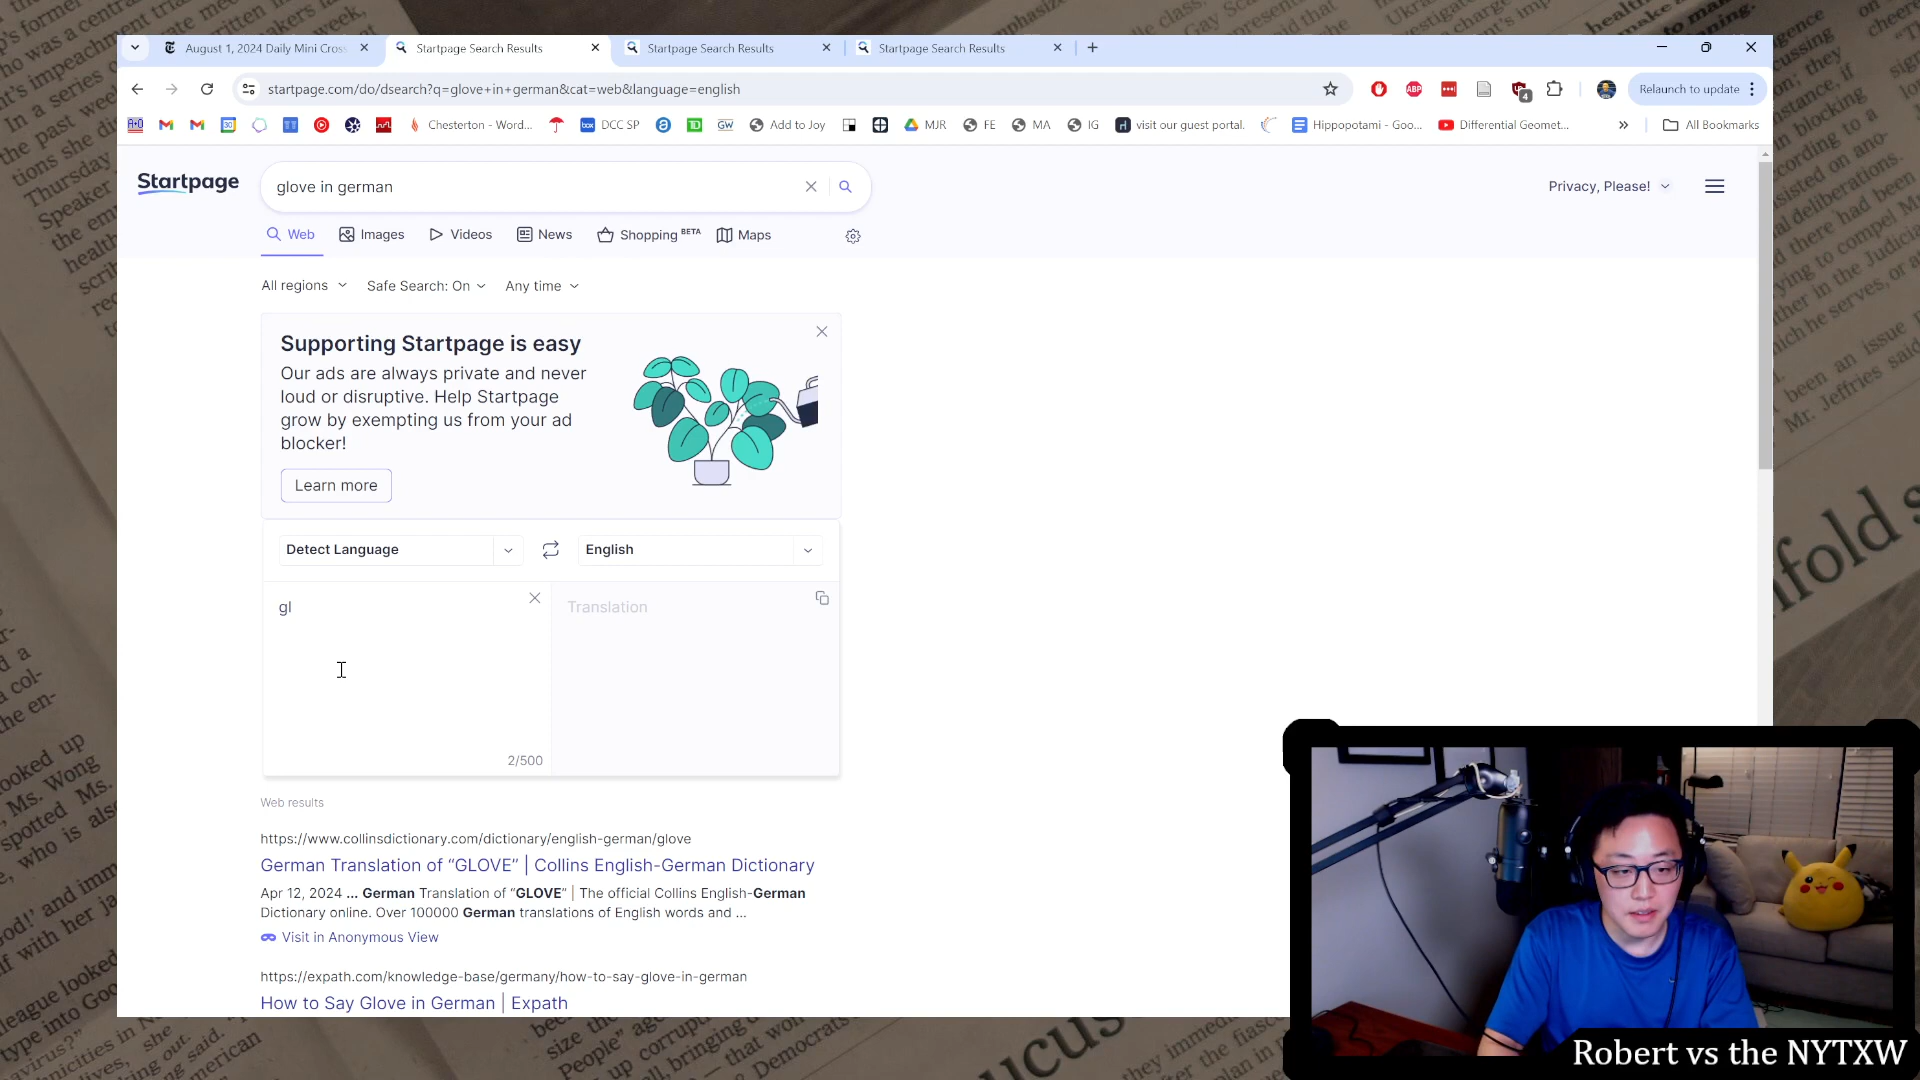 August 1, 2024 Daily Mini Cross
Startpage Search Results
Startpage Search Results
Startpage Search Results
startpage.com/do/dsearch?q=glove+in+german&cat=web&language=english
ABP
4
Relaunch to update
Chesterton - Word...
DCC SP
GW
Add to Joy
MJR
FE
MA
IG
visit our guest portal.
Hippopotami - Goo...
Differential Geomet...
All Bookmarks
Startpage
glove in german
Privacy, Please!
Web
Images
Videos
News
Shopping BETA
Maps
All regions
Safe Search: On
Any time
Supporting Startpage is easy
Our ads are always private and never
loud or disruptive. Help Startpage
grow by exempting us from your ad
blocker!
Learn more
Detect Language
English
gl
Translation
2/500
Web results
https://www.collinsdictionary.com/dictionary/english-german/glove
German Translation of “GLOVE” | Collins English-German Dictionary
Apr 12, 2024 ... German Translation of “GLOVE” | The official Collins English-German
Dictionary online. Over 100000 German translations of English words and ...
Visit in Anonymous View
https://expath.com/knowledge-base/germany/how-to-say-glove-in-german
How to Say Glove in German | Expath
Robert vs the NYTXW